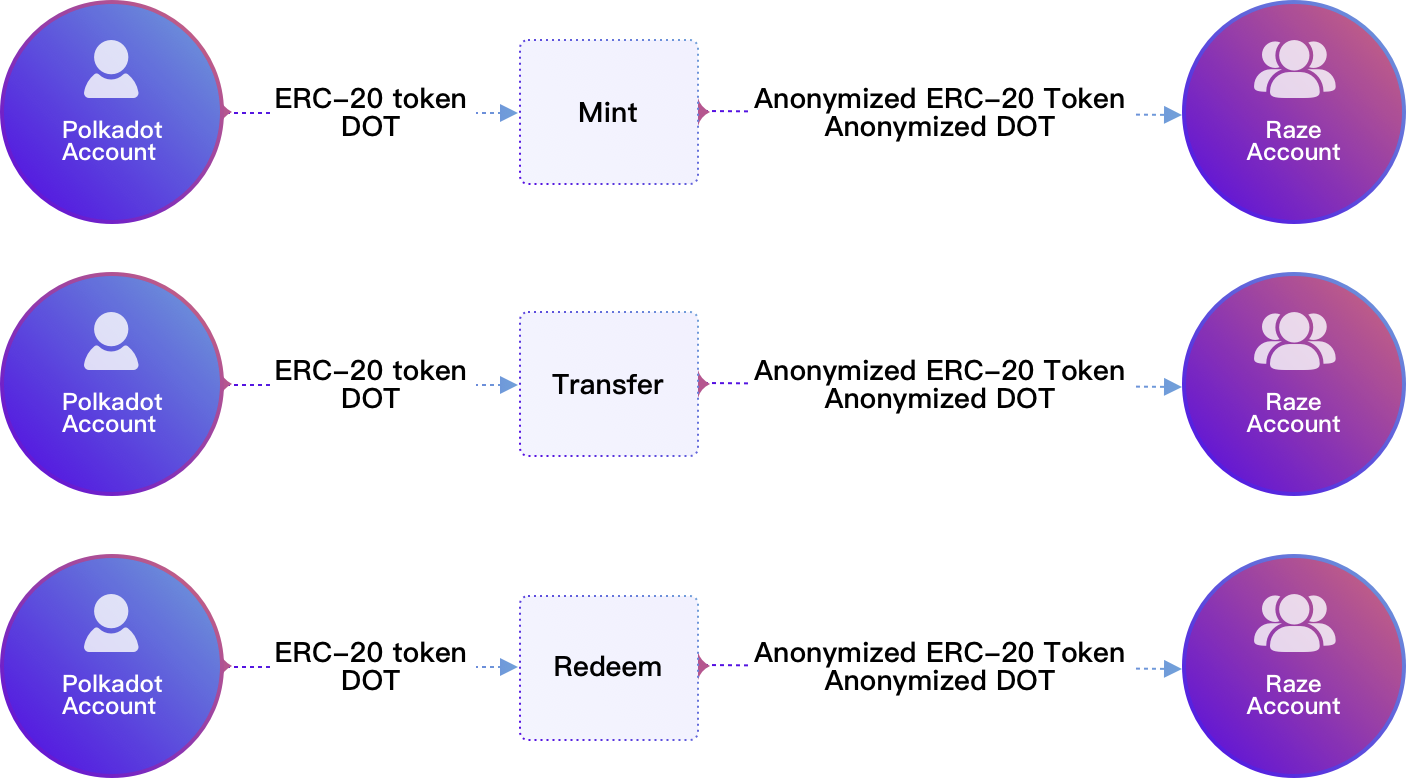 Polkadot
Account
ERC-20 token
DOT
Mint
Anonymized ERC-20 Token
Anonymized DOT
Raze
Account
Polkadot
Account
ERC-20 token
DOT
Transfer
Anonymized ERC-20 Token
Anonymized DOT
Raze
Account
Polkadot
Account
ERC-20 token
DOT
Redeem
Anonymized ERC-20 Token
Anonymized DOT
Raze
Account